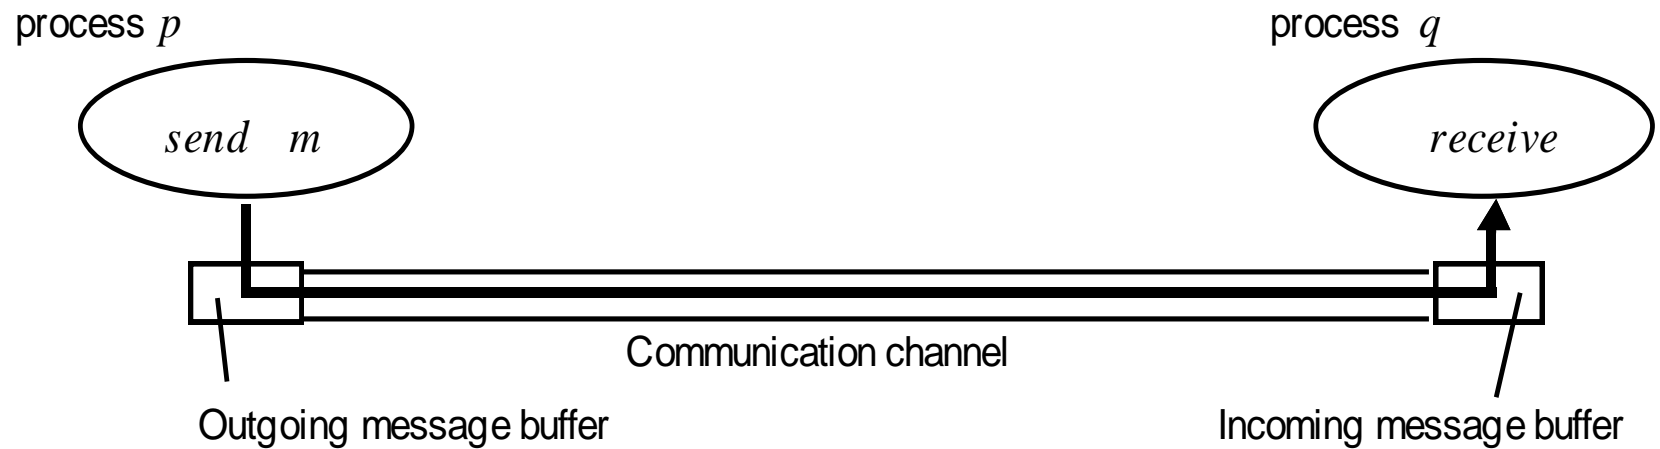 process p
process q
send m
receive
Communication channel
Outgoing message buffer
Incoming message buffer